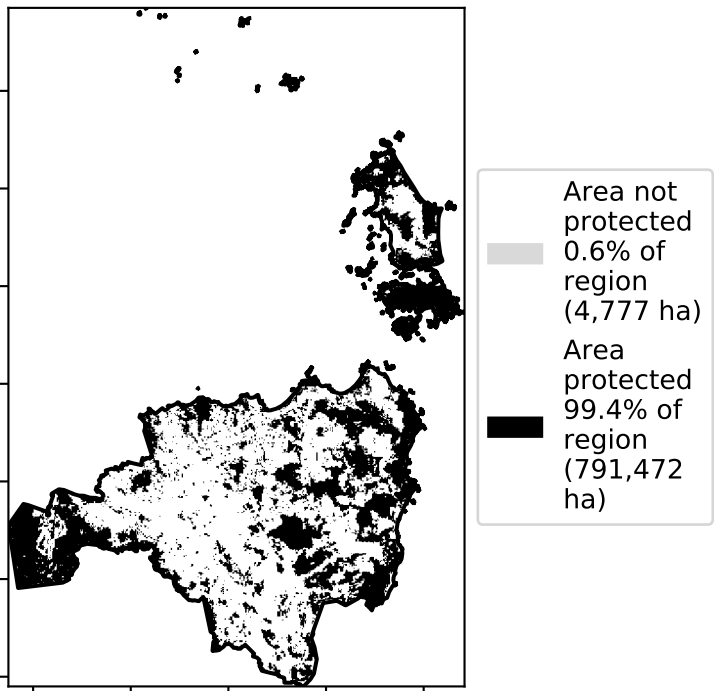 Area not
protected
0.6% of
region
(4,777 ha)
Area
protected
99.4% of
region
(791,472
ha)